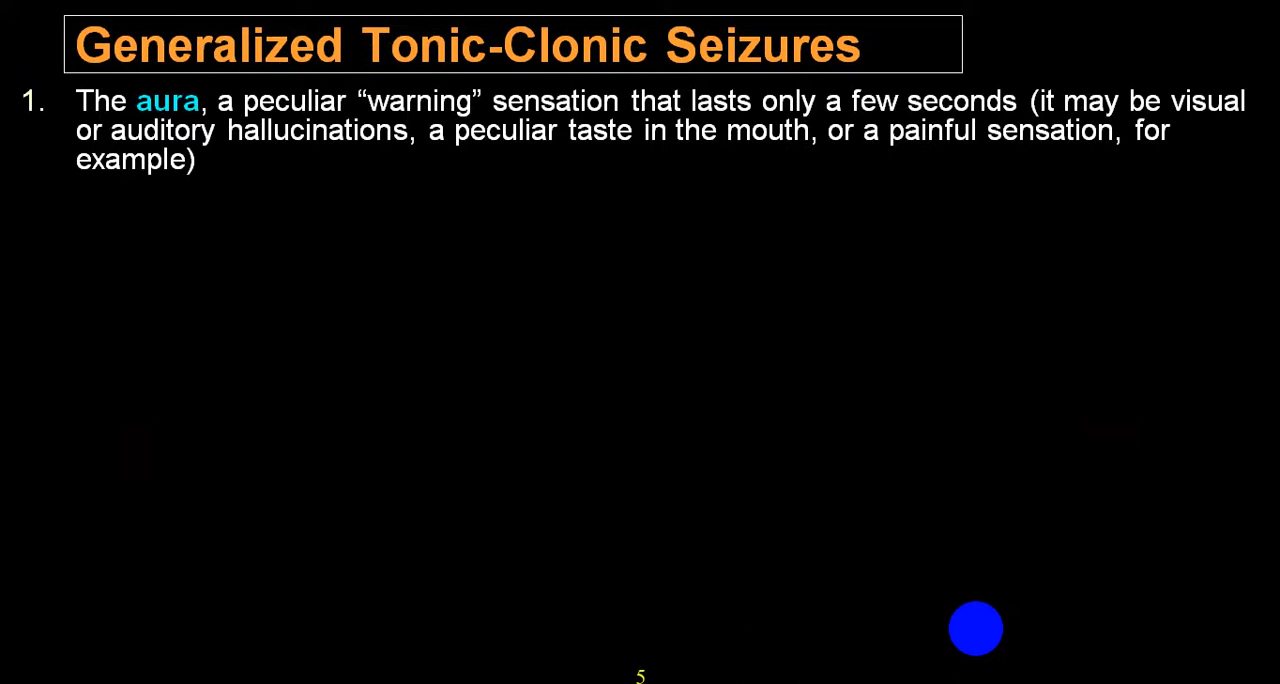 Generalized Tonic-Clonic Seizures
1. The aura, a peculiar “warning” sensation that lasts only a few seconds (it may be visual
or auditory hallucinations, a peculiar taste in the mouth, or a painful sensation, for
example)
5